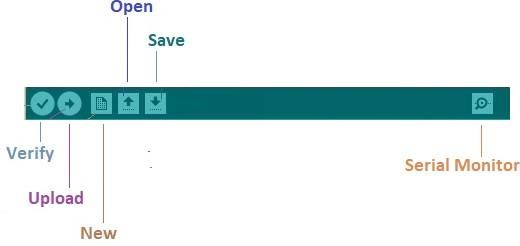 Open
Save
Verify
Serial Monitor
Upload
New